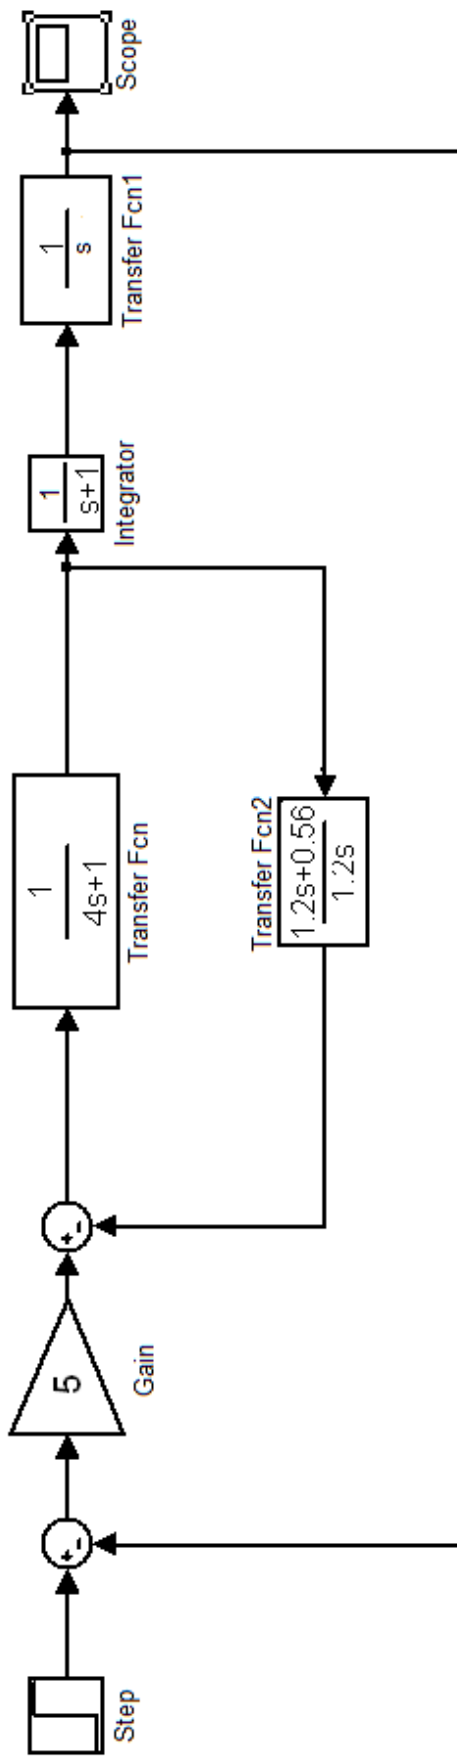 Step
+
-
5
Gain
+
-
1
4s+1
Transfer Fcn
1.2s+0.56
1.2s
Transfer Fcn2
1
s+1
Integrator
1
s
Transfer Fcn1
Scope